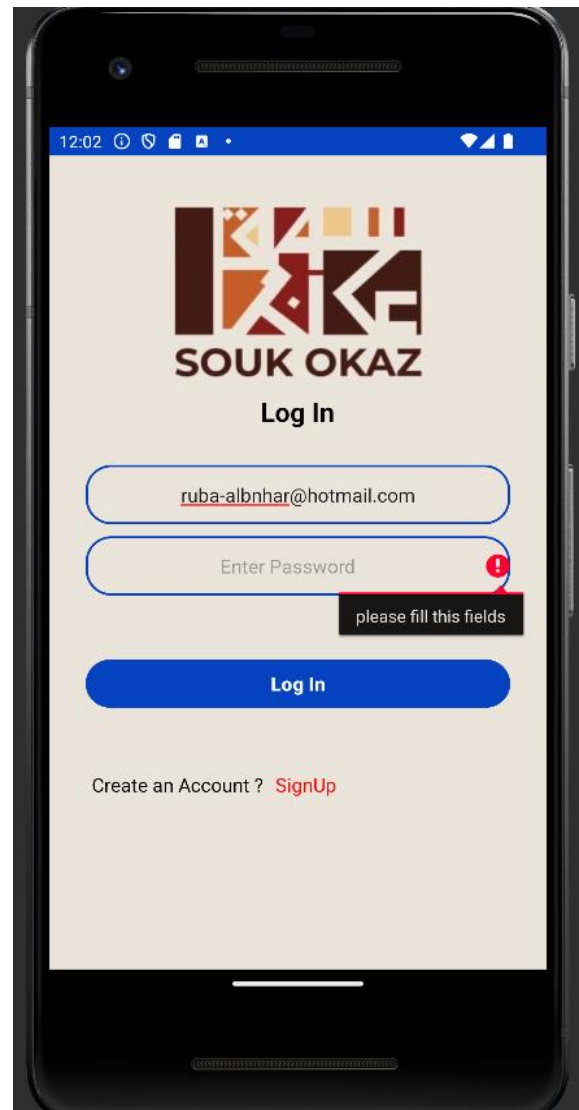 12:02
SOUK OKAZ
Log In
ruba-albnhar@hotmail.com
Enter Password
please fill this fields
Log In
Create an Account ? SignUp